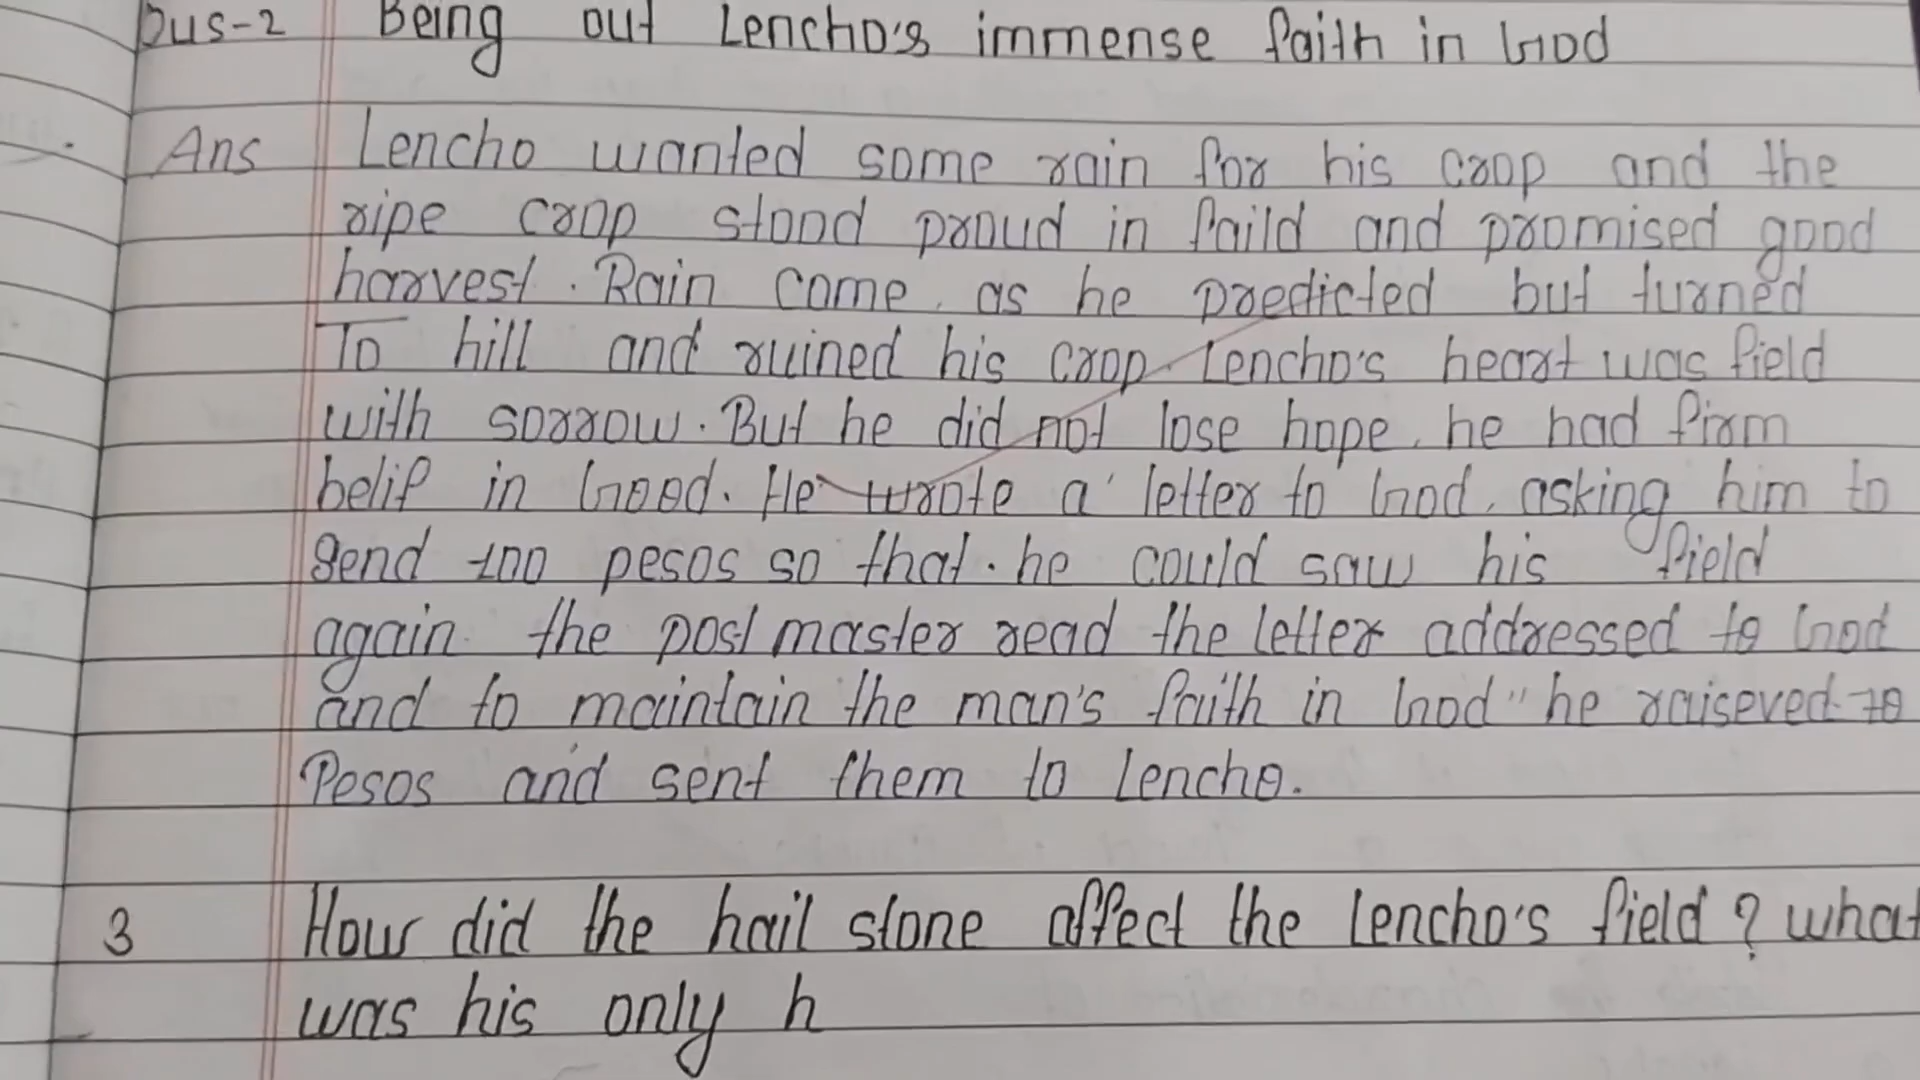 Qus-2 Being out Lencho's immense faith in God
Ans Lencho wanted some rain for his crop and the
ripe crop stood proud in faild and promised good
harvest. Rain come. as he predicted but turned
To hill and ruined his crop Lencho's heart was field
with sorrow. But he did not lose hope. he had firm
belif in Good. He wrote a letter to God. asking him to
send 100 pesos so that. he could saw his field
again. the post master read the letter addressed to God
and to maintain the man's faith in God" he raiseved 70
Pesos and sent them to Lencho.
3 How did the hail stone affect the Lencho's field? what
was his only h